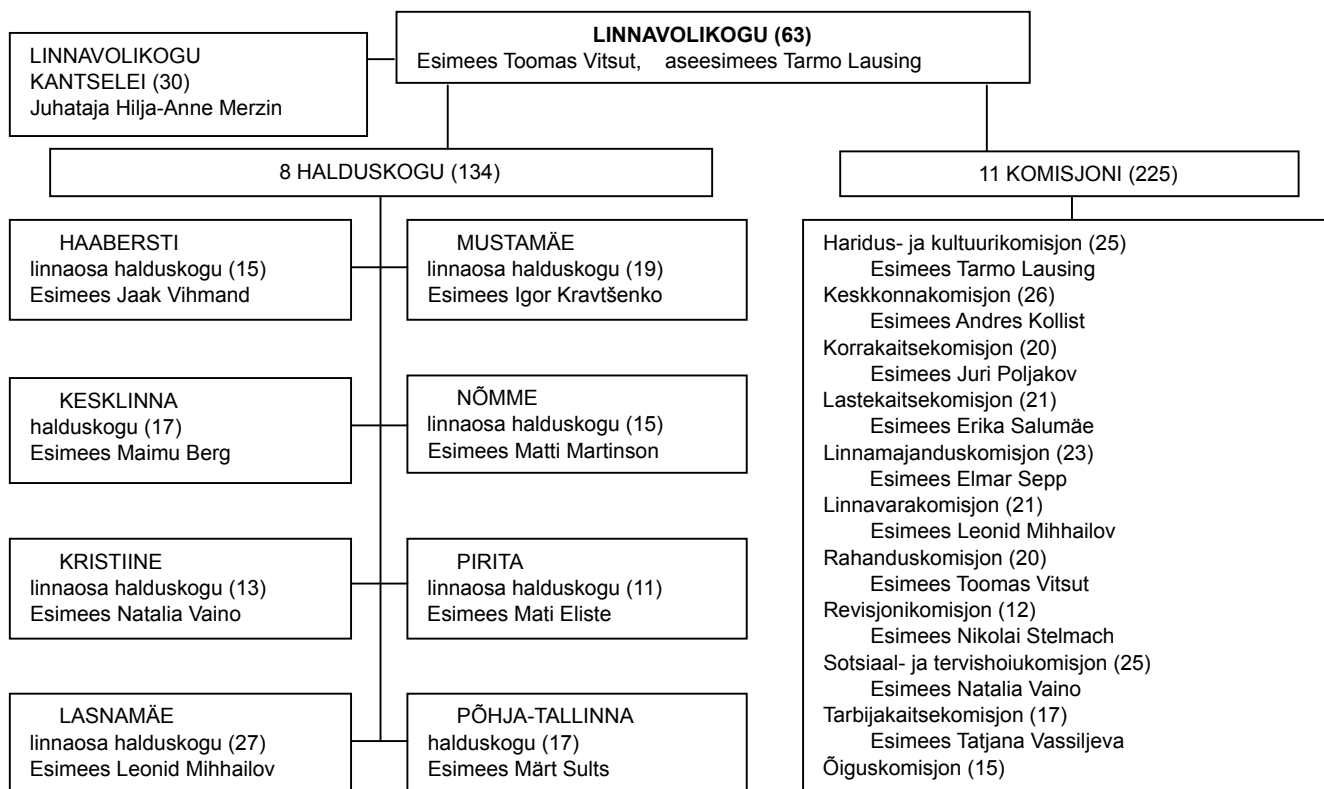 LINNAVOLIKOGU (63)
Esimees Toomas Vitsut, aseesimees Tarmo Lausing
LINNAVOLIKOGU
KANTSELEI (30)
Juhataja Hilja-Anne Merzin
8 HALDUSKOGU (134)
11 KOMISJONI (225)
HAABERSTI
linnaosa halduskogu (15)
Esimees Jaak Vihmand
MUSTAMÄE
linnaosa halduskogu (19)
Esimees Igor Kravtšenko
KESKLINNA
halduskogu (17)
Esimees Maimu Berg
NÕMME
linnaosa halduskogu (15)
Esimees Matti Martinson
KRISTIINE
linnaosa halduskogu (13)
Esimees Natalia Vaino
PIRITA
linnaosa halduskogu (11)
Esimees Mati Eliste
LASNAMÄE
linnaosa halduskogu (27)
Esimees Leonid Mihhailov
PÕHJA-TALLINNA
halduskogu (17)
Esimees Märt Sults
Haridus- ja kultuurikomisjon (25)
Esimees Tarmo Lausing
Keskkonnakomisjon (26)
Esimees Andres Kollist
Korrakaitsekomisjon (20)
Esimees Juri Poljakov
Lastekaitsekomisjon (21)
Esimees Erika Salumäe
Linnamajanduskomisjon (23)
Esimees Elmar Sepp
Linnavarakomisjon (21)
Esimees Leonid Mihhailov
Rahanduskomisjon (20)
Esimees Toomas Vitsut
Revisjonikomisjon (12)
Esimees Nikolai Stelmach
Sotsiaal- ja tervishoiukomisjon (25)
Esimees Natalia Vaino
Tarbijakaitsekomisjon (17)
Esimees Tatjana Vassiljeva
Õiguskomisjon (15)